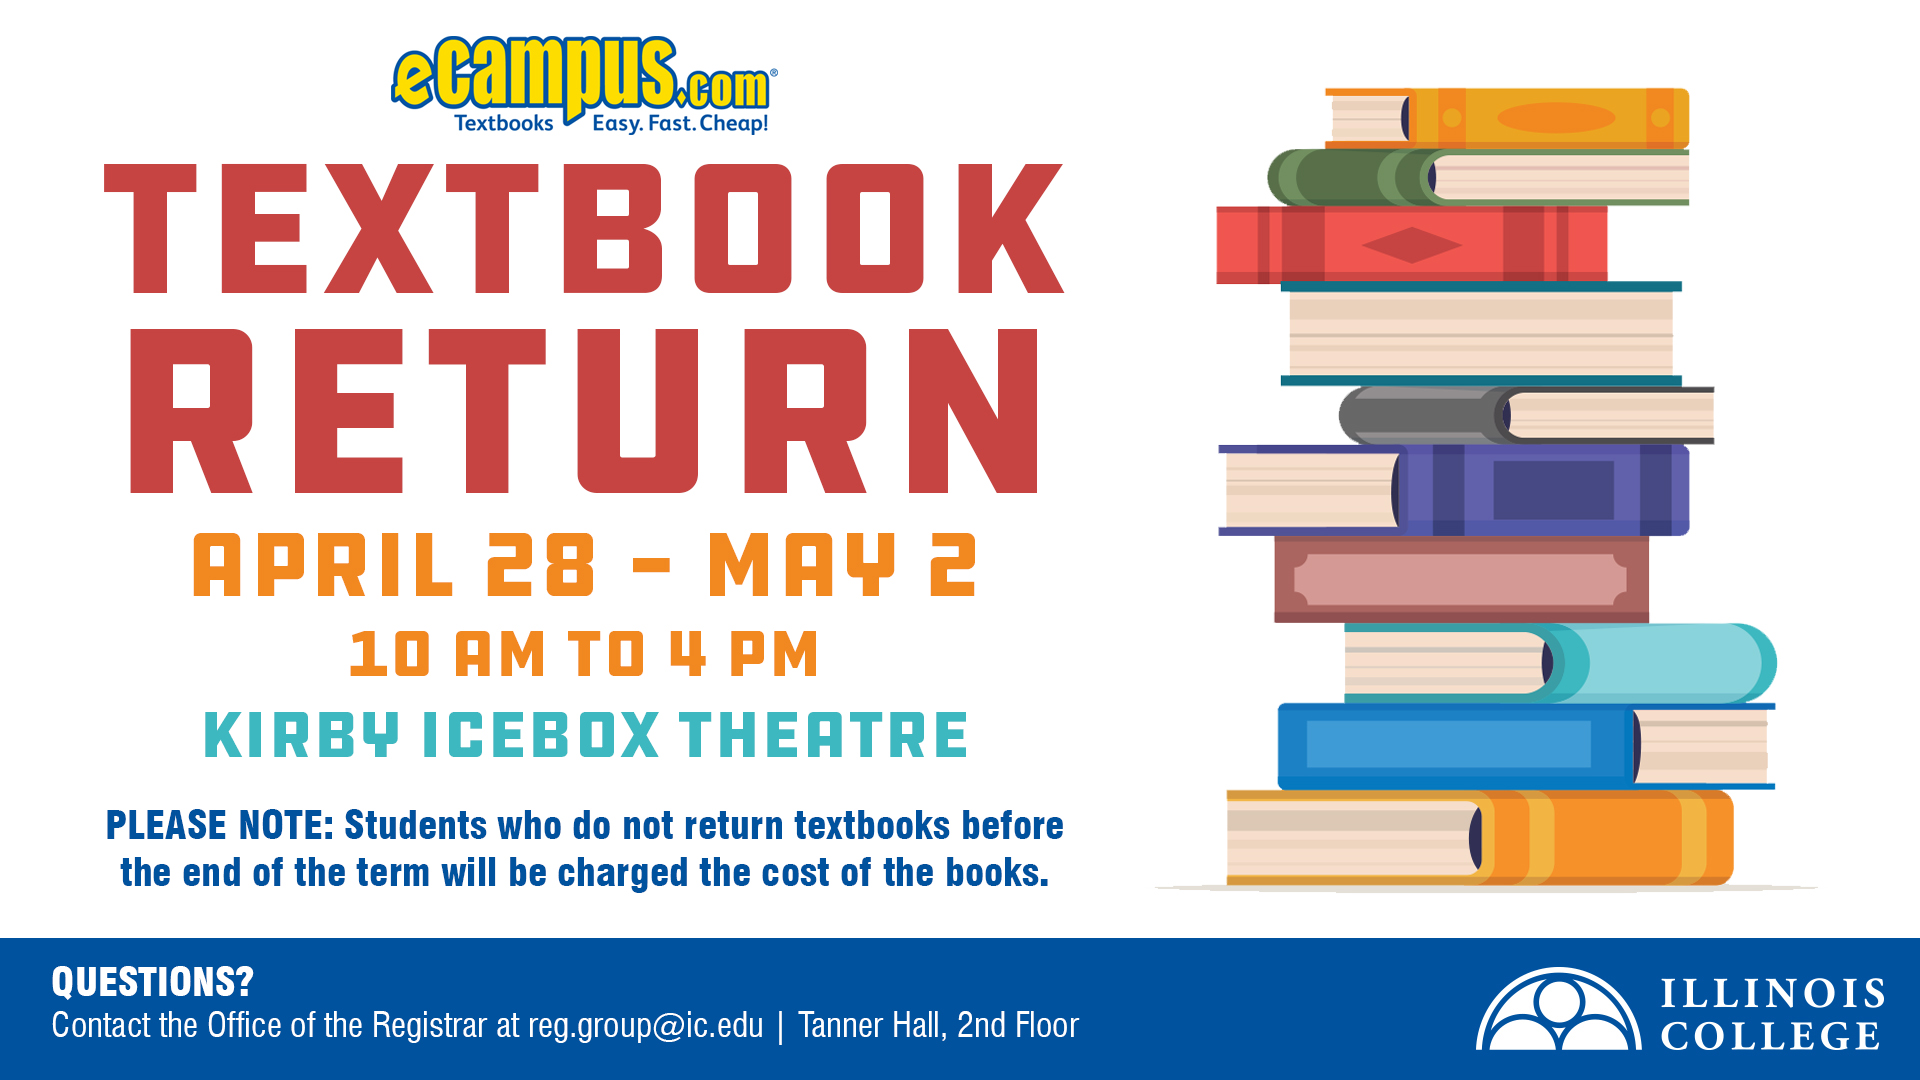 eCampus.com®
Textbooks Easy. Fast. Cheap!
TEXTBOOK
RETURN
APRIL 28 - MAY 2
10 AM TO 4 PM
KIRBY ICEBOX THEATRE
PLEASE NOTE: Students who do not return textbooks before
the end of the term will be charged the cost of the books.
QUESTIONS?
Contact the Office of the Registrar at reg.group@ic.edu | Tanner Hall, 2nd Floor
ILLINOIS
COLLEGE